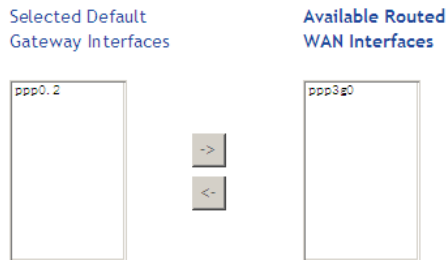 Selected Default
Gateway Interfaces
Available Routed
WAN Interfaces
ppp0.2
ppp3g0
->
<-